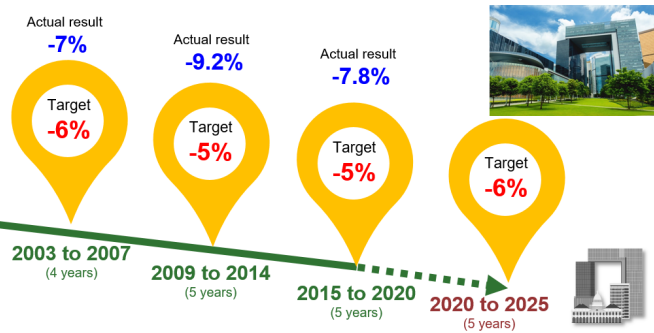 Actual result
-7%
Target
-6%
2003 to 2007
(4 years)
Actual result
-9.2%
Target
-5%
2009 to 2014
(5 years)
Actual result
-7.8%
Target
-5%
2015 to 2020
(5 years)
Target
-6%
2020 to 2025
(5 years)